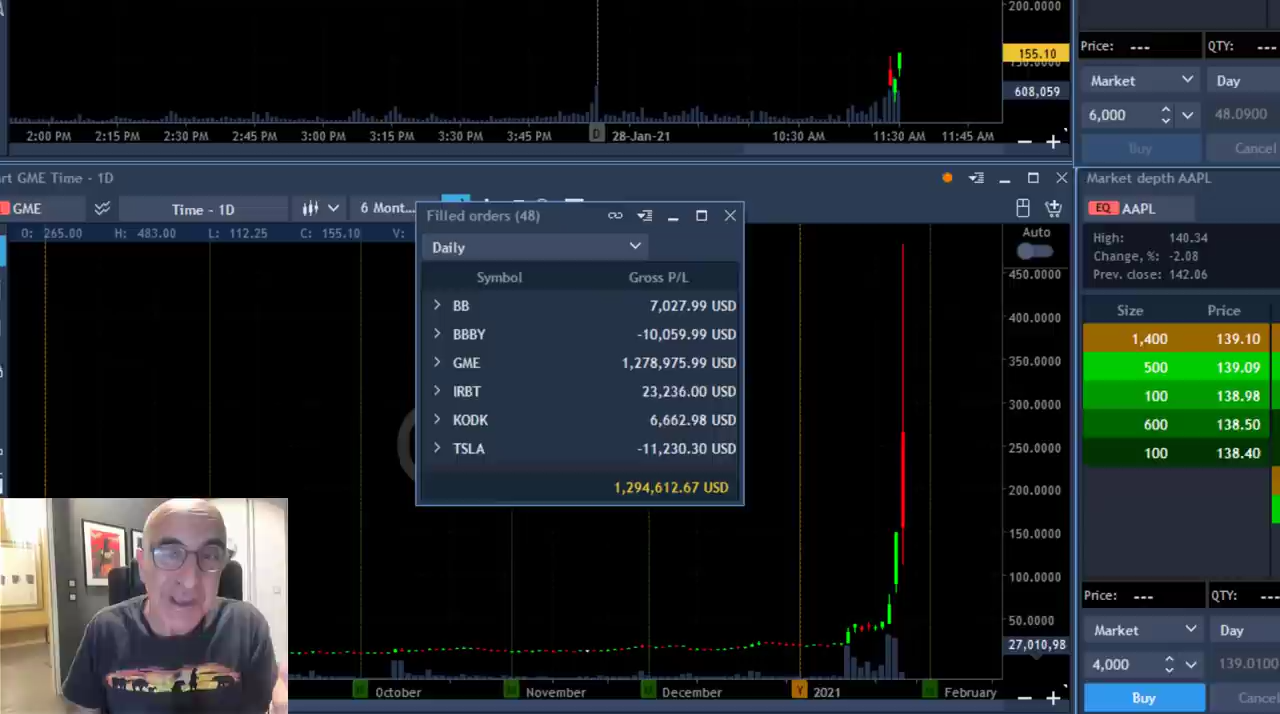 200.0000
155.10
608,059
2:00 PM 2:15 PM 2:30 PM 2:45 PM 3:00 PM 3:15 PM 3:30 PM 3:45 PM D 28-Jan-21 10:30 AM 11:30 AM 11:45 AM
Price: --- QTY: ---
Market Day
6,000 48.0900
Buy Cancel
rt GME Time - 1D
GME Time - 1D 6 Mont...
O: 265.00 H: 483.00 L: 112.25 C: 155.10 V:
Auto
450.0000
400.0000
350.0000
300.0000
250.0000
200.0000
150.0000
100.0000
50.0000
27,010,98
Filled orders (48)
Daily
Symbol Gross P/L
BB 7,027.99 USD
BBBY -10,059.99 USD
GME 1,278,975.99 USD
IRBT 23,236.00 USD
KODK 6,662.98 USD
TSLA -11,230.30 USD
1,294,612.67 USD
October November December Y 2021 February
Market depth AAPL
EQ AAPL
High: 140.34
Change, %: -2.08
Prev. close: 142.06
Size Price
1,400 139.10
500 139.09
100 138.98
600 138.50
100 138.40
Price: --- QTY: ---
Market Day
4,000 139.0100
Buy Cancel